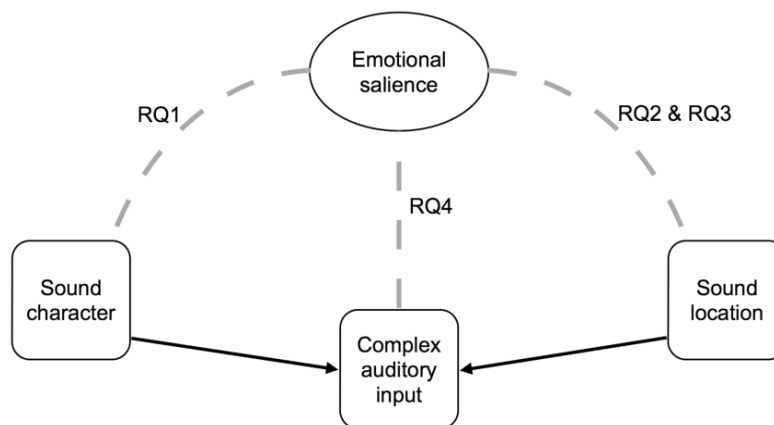 Emotional
salience
RQ1
RQ2 & RQ3
RQ4
Sound
character
Complex
auditory
input
Sound
location